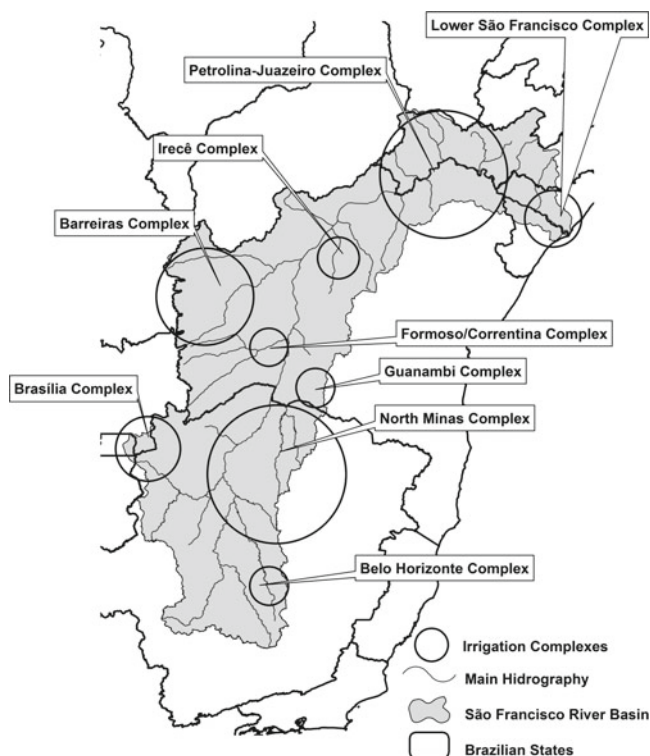 Lower São Francisco Complex
Petrolina-Juazeiro Complex
Irecê Complex
Barreiras Complex
Formoso/Correntina Complex
Guanambi Complex
Brasília Complex
North Minas Complex
Belo Horizonte Complex
Irrigation Complexes
Main Hidrography
São Francisco River Basin
Brazilian States